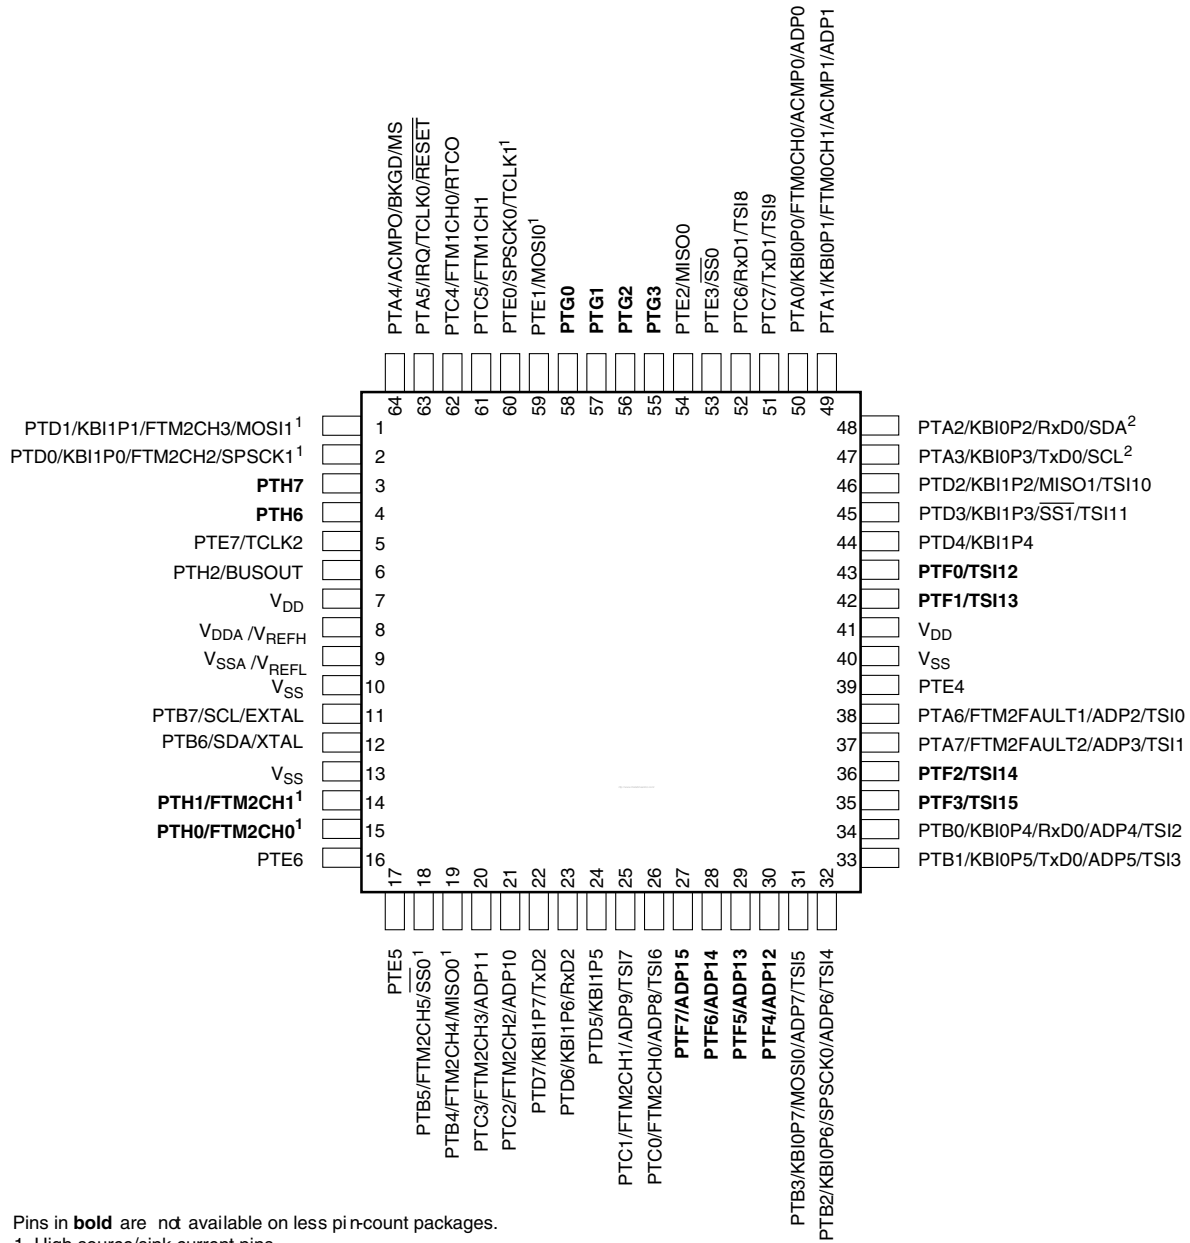 PTA4/ACMPO/BKGD/MS
PTA5/IRQ/TCLK0/RESET
PTC4/FTM1CH0/RTCO
PTC5/FTM1CH1
PTE0/SPSCK0/TCLK1¹
PTE1/MOSI0¹
PTG0
PTG1
PTG2
PTG3
PTE2/MISO0
PTE3/SS0
PTC6/RxD1/TSI8
PTC7/TxD1/TSI9
PTA0/KBI0P0/FTM0CH0/ACMP0/ADP0
PTA1/KBI0P1/FTM0CH1/ACMP1/ADP1
64 63 62 61 60 59 58 57 56 55 54 53 52 51 50 49
PTD1/KBI1P1/FTM2CH3/MOSI1¹ 1
PTD0/KBI1P0/FTM2CH2/SPSCK1¹ 2
PTH7 3
PTH6 4
PTE7/TCLK2 5
PTH2/BUSOUT 6
VDD 7
VDDA /VREFH 8
VSSA /VREFL 9
VSS 10
PTB7/SCL/EXTAL 11
PTB6/SDA/XTAL 12
VSS 13
PTH1/FTM2CH1¹ 14
PTH0/FTM2CH0¹ 15
PTE6 16
48 PTA2/KBI0P2/RxD0/SDA²
47 PTA3/KBI0P3/TxD0/SCL²
46 PTD2/KBI1P2/MISO1/TSI10
45 PTD3/KBI1P3/SS1/TSI11
44 PTD4/KBI1P4
43 PTF0/TSI12
42 PTF1/TSI13
41 VDD
40 VSS
39 PTE4
38 PTA6/FTM2FAULT1/ADP2/TSI0
37 PTA7/FTM2FAULT2/ADP3/TSI1
36 PTF2/TSI14
35 PTF3/TSI15
34 PTB0/KBI0P4/RxD0/ADP4/TSI2
33 PTB1/KBI0P5/TxD0/ADP5/TSI3
17 18 19 20 21 22 23 24 25 26 27 28 29 30 31 32
PTE5
PTB5/FTM2CH5/SS0¹
PTB4/FTM2CH4/MISO0¹
PTC3/FTM2CH3/ADP11
PTC2/FTM2CH2/ADP10
PTD7/KBI1P7/TxD2
PTD6/KBI1P6/RxD2
PTD5/KBI1P5
PTC1/FTM2CH1/ADP9/TSI7
PTC0/FTM2CH0/ADP8/TSI6
PTF7/ADP15
PTF6/ADP14
PTF5/ADP13
PTF4/ADP12
PTB3/KBI0P7/MOSI0/ADP7/TSI5
PTB2/KBI0P6/SPSCK0/ADP6/TSI4
Pins in bold are not available on less pin-count packages.
1. High source/sink current pins